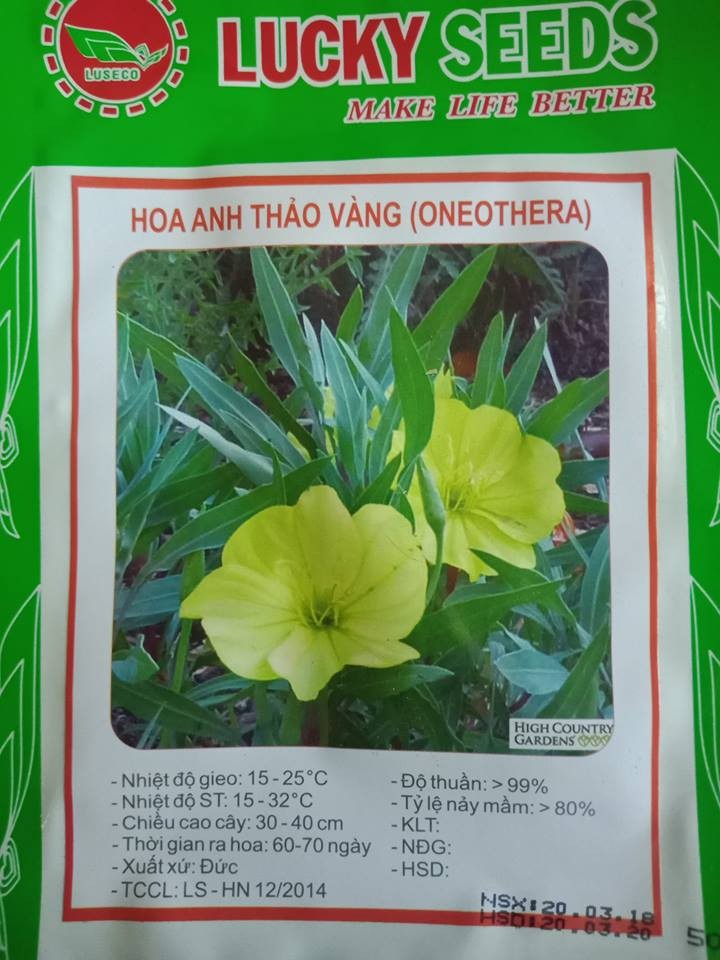 LUSECO
LUCKY SEEDS
MAKE LIFE BETTER
HOA ANH THẢO VÀNG (ONEOTHERA)
HIGH COUNTRY
GARDENS
- Nhiệt độ gieo: 15 - 25°C
- Nhiệt độ ST: 15 - 32°C
- Chiều cao cây: 30 - 40 cm
- Thời gian ra hoa: 60-70 ngày
- Xuất xứ: Đức
- TCCL: LS - HN 12/2014
- Độ thuần: > 99%
- Tỷ lệ nảy mầm: > 80%
- KLT:
- NĐG:
- HSD:
NSX:20.03.18
HSD:20.03.20